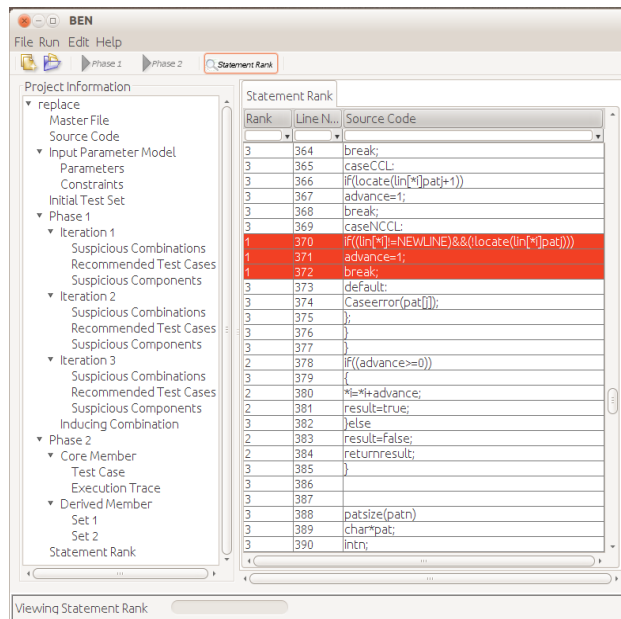 BEN
File Run Edit Help
Phase 1 Phase 2 Statement Rank
Project Information
replace
Master File
Source Code
Input Parameter Model
Parameters
Constraints
Initial Test Set
Phase 1
Iteration 1
Suspicious Combinations
Recommended Test Cases
Suspicious Components
Iteration 2
Suspicious Combinations
Recommended Test Cases
Suspicious Components
Iteration 3
Suspicious Combinations
Recommended Test Cases
Suspicious Components
Inducing Combination
Phase 2
Core Member
Test Case
Execution Trace
Derived Member
Set 1
Set 2
Statement Rank
Statement Rank
Rank Line N... Source Code
3 364 break;
3 365 caseCCL:
3 366 if(locate(lin[*i]patj+1))
3 367 advance=1;
3 368 break;
3 369 caseNCCL:
1 370 if((lin[*i]!=NEWLINE)&&(!locate(lin[*i]patj)))
1 371 advance=1;
1 372 break;
3 373 default:
3 374 Caseerror(pat[j]);
3 375 };
3 376 }
3 377 }
2 378 if((advance>=0))
3 379 {
2 380 *i=*i+advance;
2 381 result=true;
3 382 }else
2 383 result=false;
2 384 returnresult;
3 385 }
3 386
3 387
3 388 patsize(patn)
3 389 char*pat;
3 390 intn;
Viewing Statement Rank